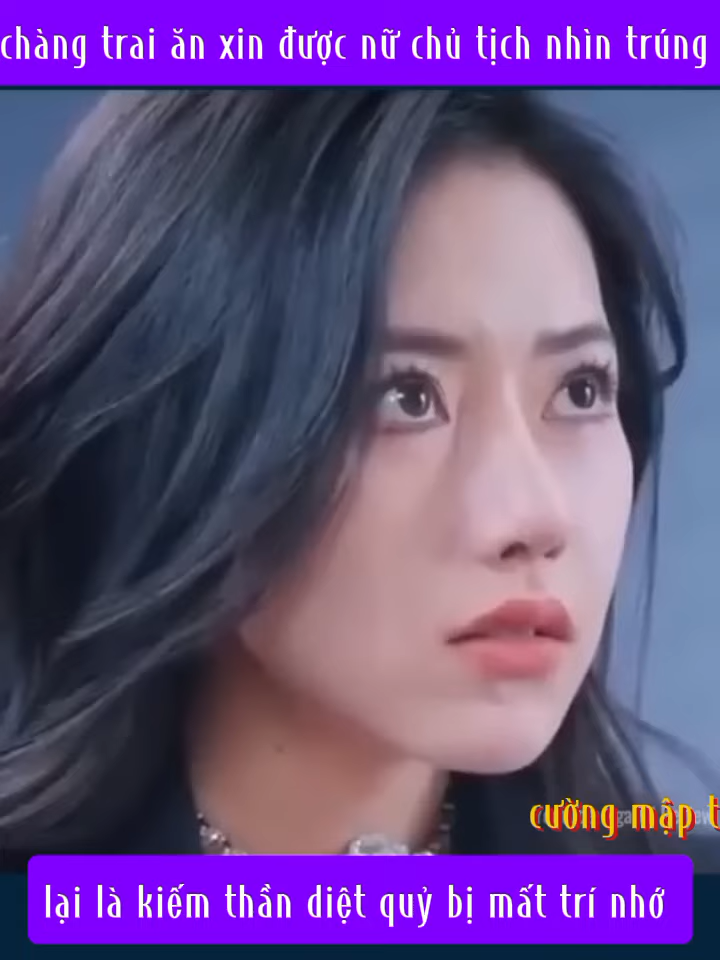 chàng trai ăn xin được nữ chủ tịch nhìn trúng
cường mập
lại là kiếm thần diệt quỷ bị mất trí nhớ